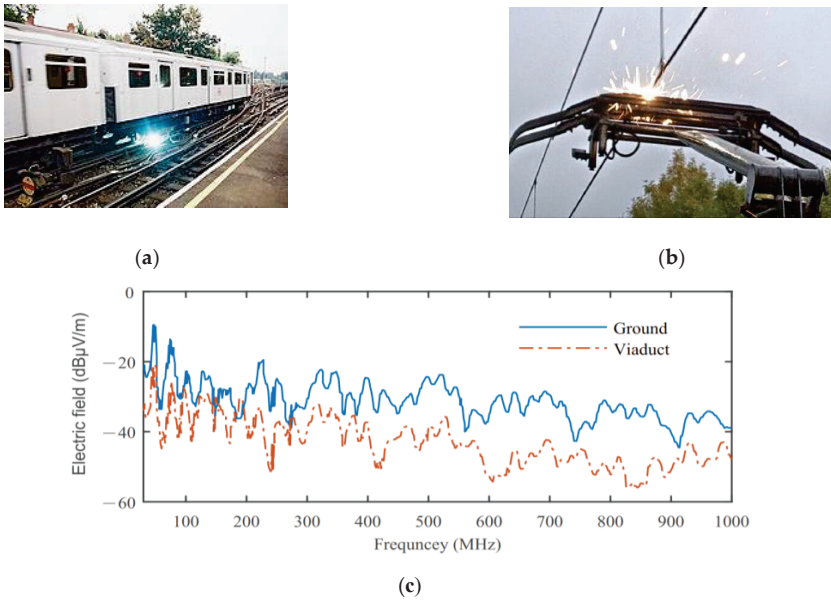 (a)
(b)
0
−20
−40
−60
Electric field (dBµV/m)
Ground
Viaduct
100 200 300 400 500 600 700 800 900 1000
Frequncey (MHz)
(c)